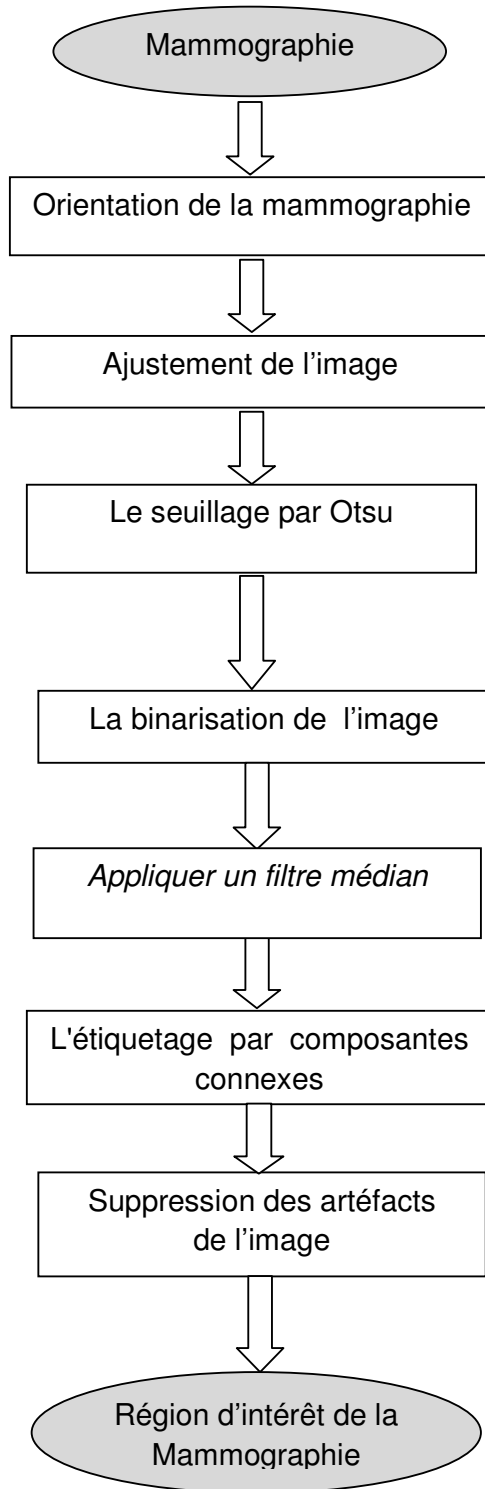 Mammographie
Orientation de la mammographie
Ajustement de l’image
Le seuillage par Otsu
La binarisation de l’image
Appliquer un filtre médian
L'étiquetage par composantes
connexes
Suppression des artéfacts
de l’image
Région d’intérêt de la
Mammographie